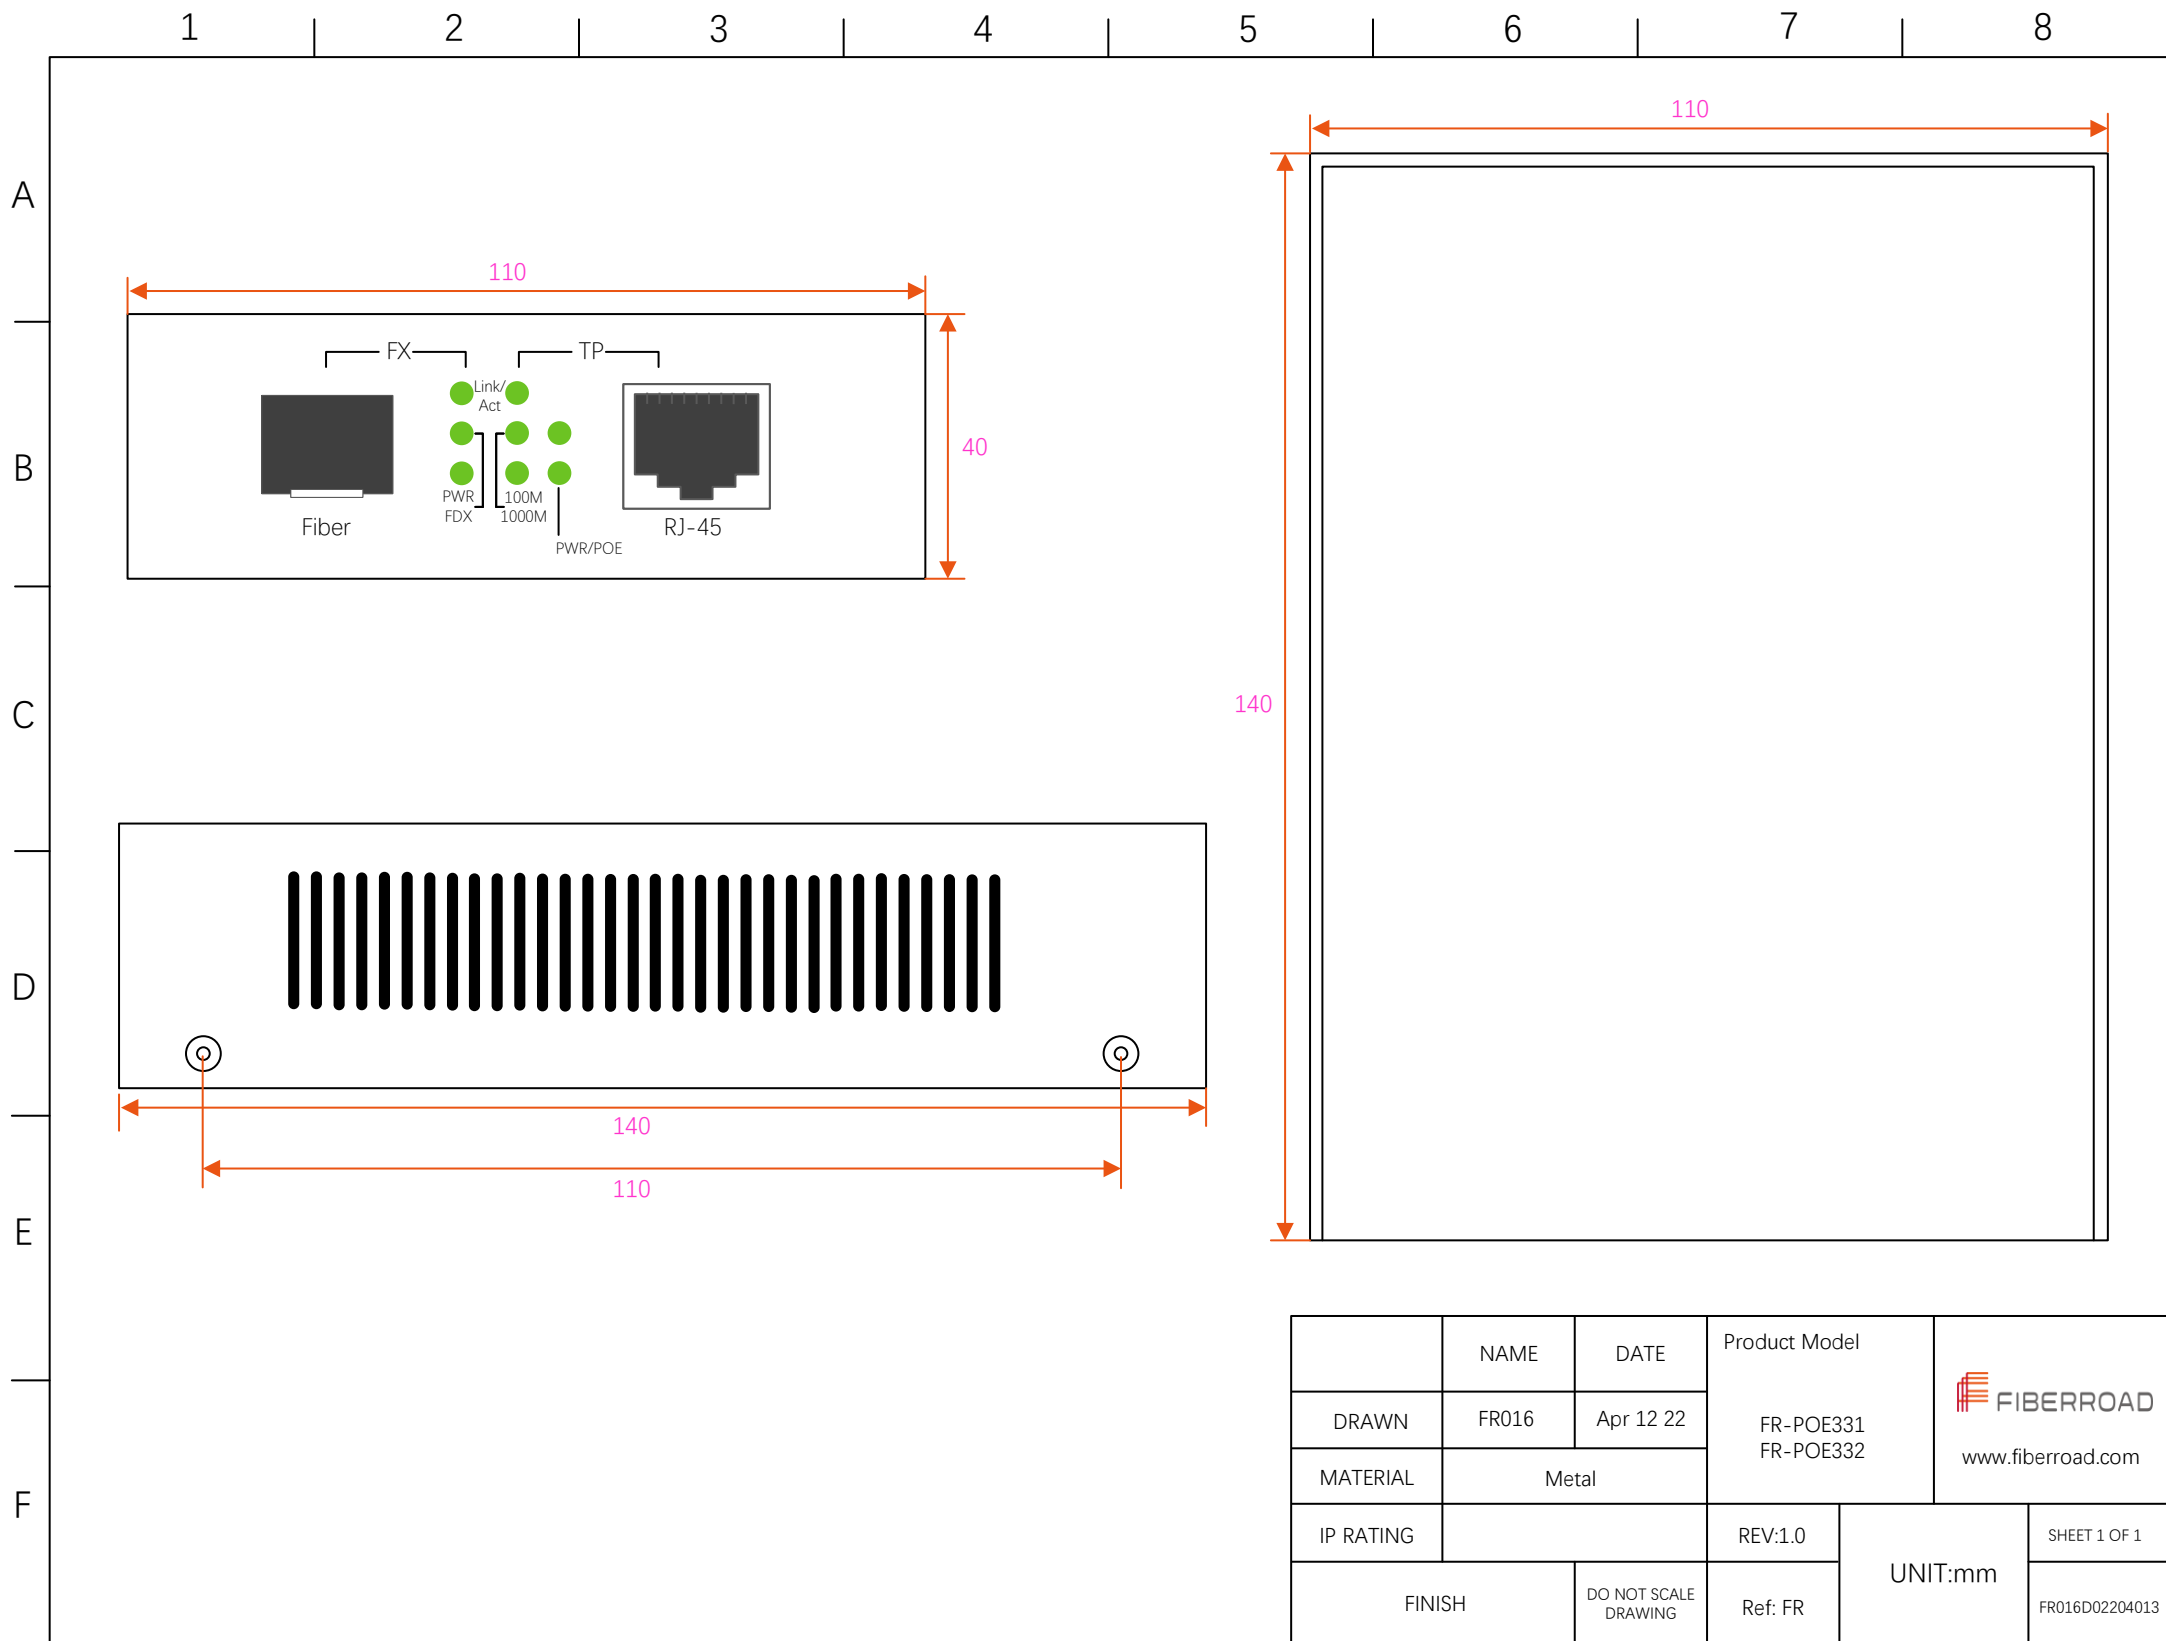 1 2 3 4 5 6 7 8
A
B
C
D
E
F
110
FX TP
Link/
Act
PWR
FDX
100M
1000M
PWR/POE
Fiber
RJ-45
40
110
140
140
110
NAME DATE
DRAWN FR016 Apr 12 22
MATERIAL Metal
IP RATING
FINISH
DO NOT SCALE
DRAWING
Product Model
FR-POE331
FR-POE332
FIBERROAD
www.fiberroad.com
REV:1.0
Ref: FR
UNIT:mm
SHEET 1 OF 1
FR016D02204013